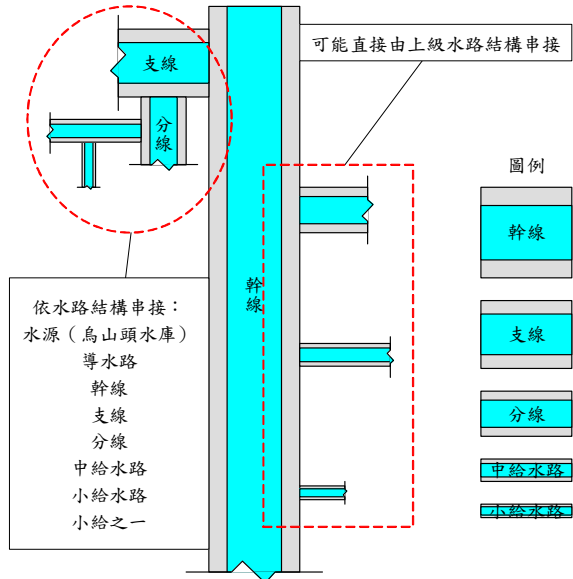 可能直接由上級水路結構串接
支線
分線
幹線
依水路結構串接：
水源（烏山頭水庫）
導水路
幹線
支線
分線
中給水路
小給水路
小給之一
圖例
幹線
支線
分線
中給水路
小給水路